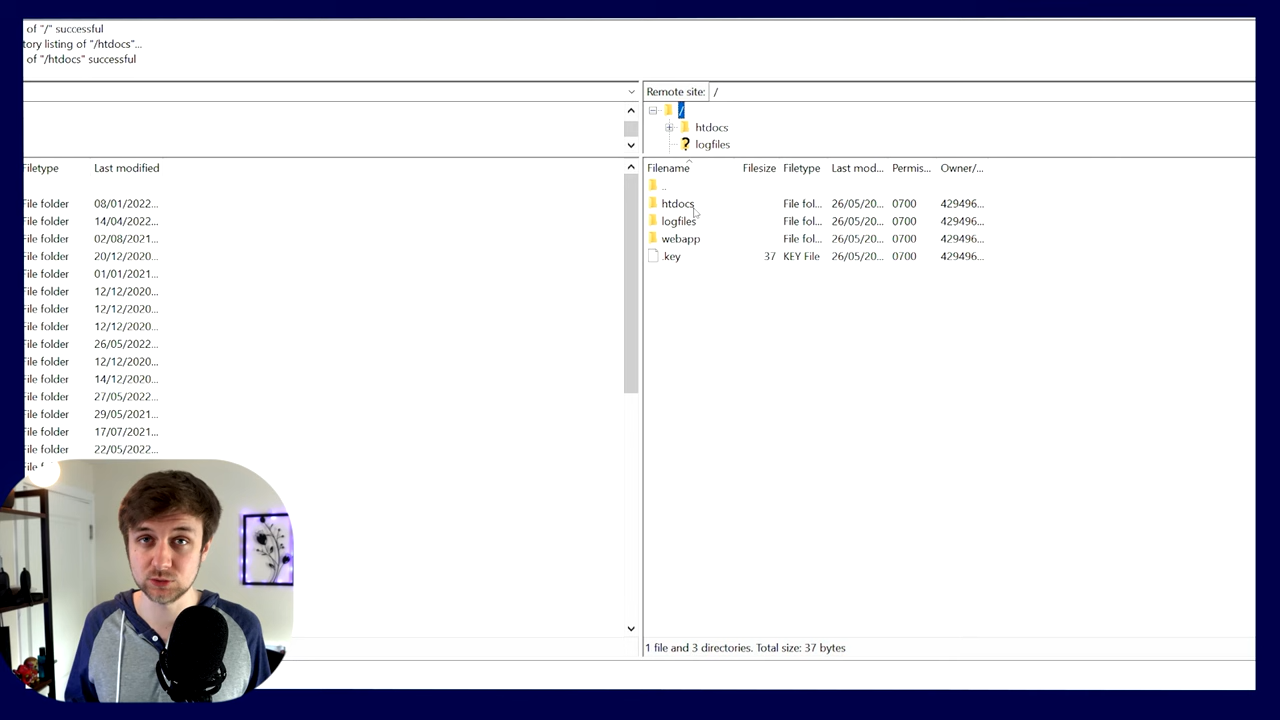 of "/" successful
tory listing of "/htdocs"...
of "/htdocs" successful
Remote site: /
/
htdocs
? logfiles
Filetype Last modified
File folder 08/01/2022...
File folder 14/04/2022...
File folder 02/08/2021...
File folder 20/12/2020...
File folder 01/01/2021...
File folder 12/12/2020...
File folder 12/12/2020...
File folder 12/12/2020...
File folder 26/05/2022...
File folder 12/12/2020...
File folder 14/12/2020...
File folder 27/05/2022...
File folder 29/05/2021...
File folder 17/07/2021...
File folder 22/05/2022...
File f
Filename Filesize Filetype Last mod... Permis... Owner/...
..
htdocs File fol... 26/05/20... 0700 429496...
logfiles File fol... 26/05/20... 0700 429496...
webapp File fol... 26/05/20... 0700 429496...
.key 37 KEY File 26/05/20... 0700 429496...
1 file and 3 directories. Total size: 37 bytes